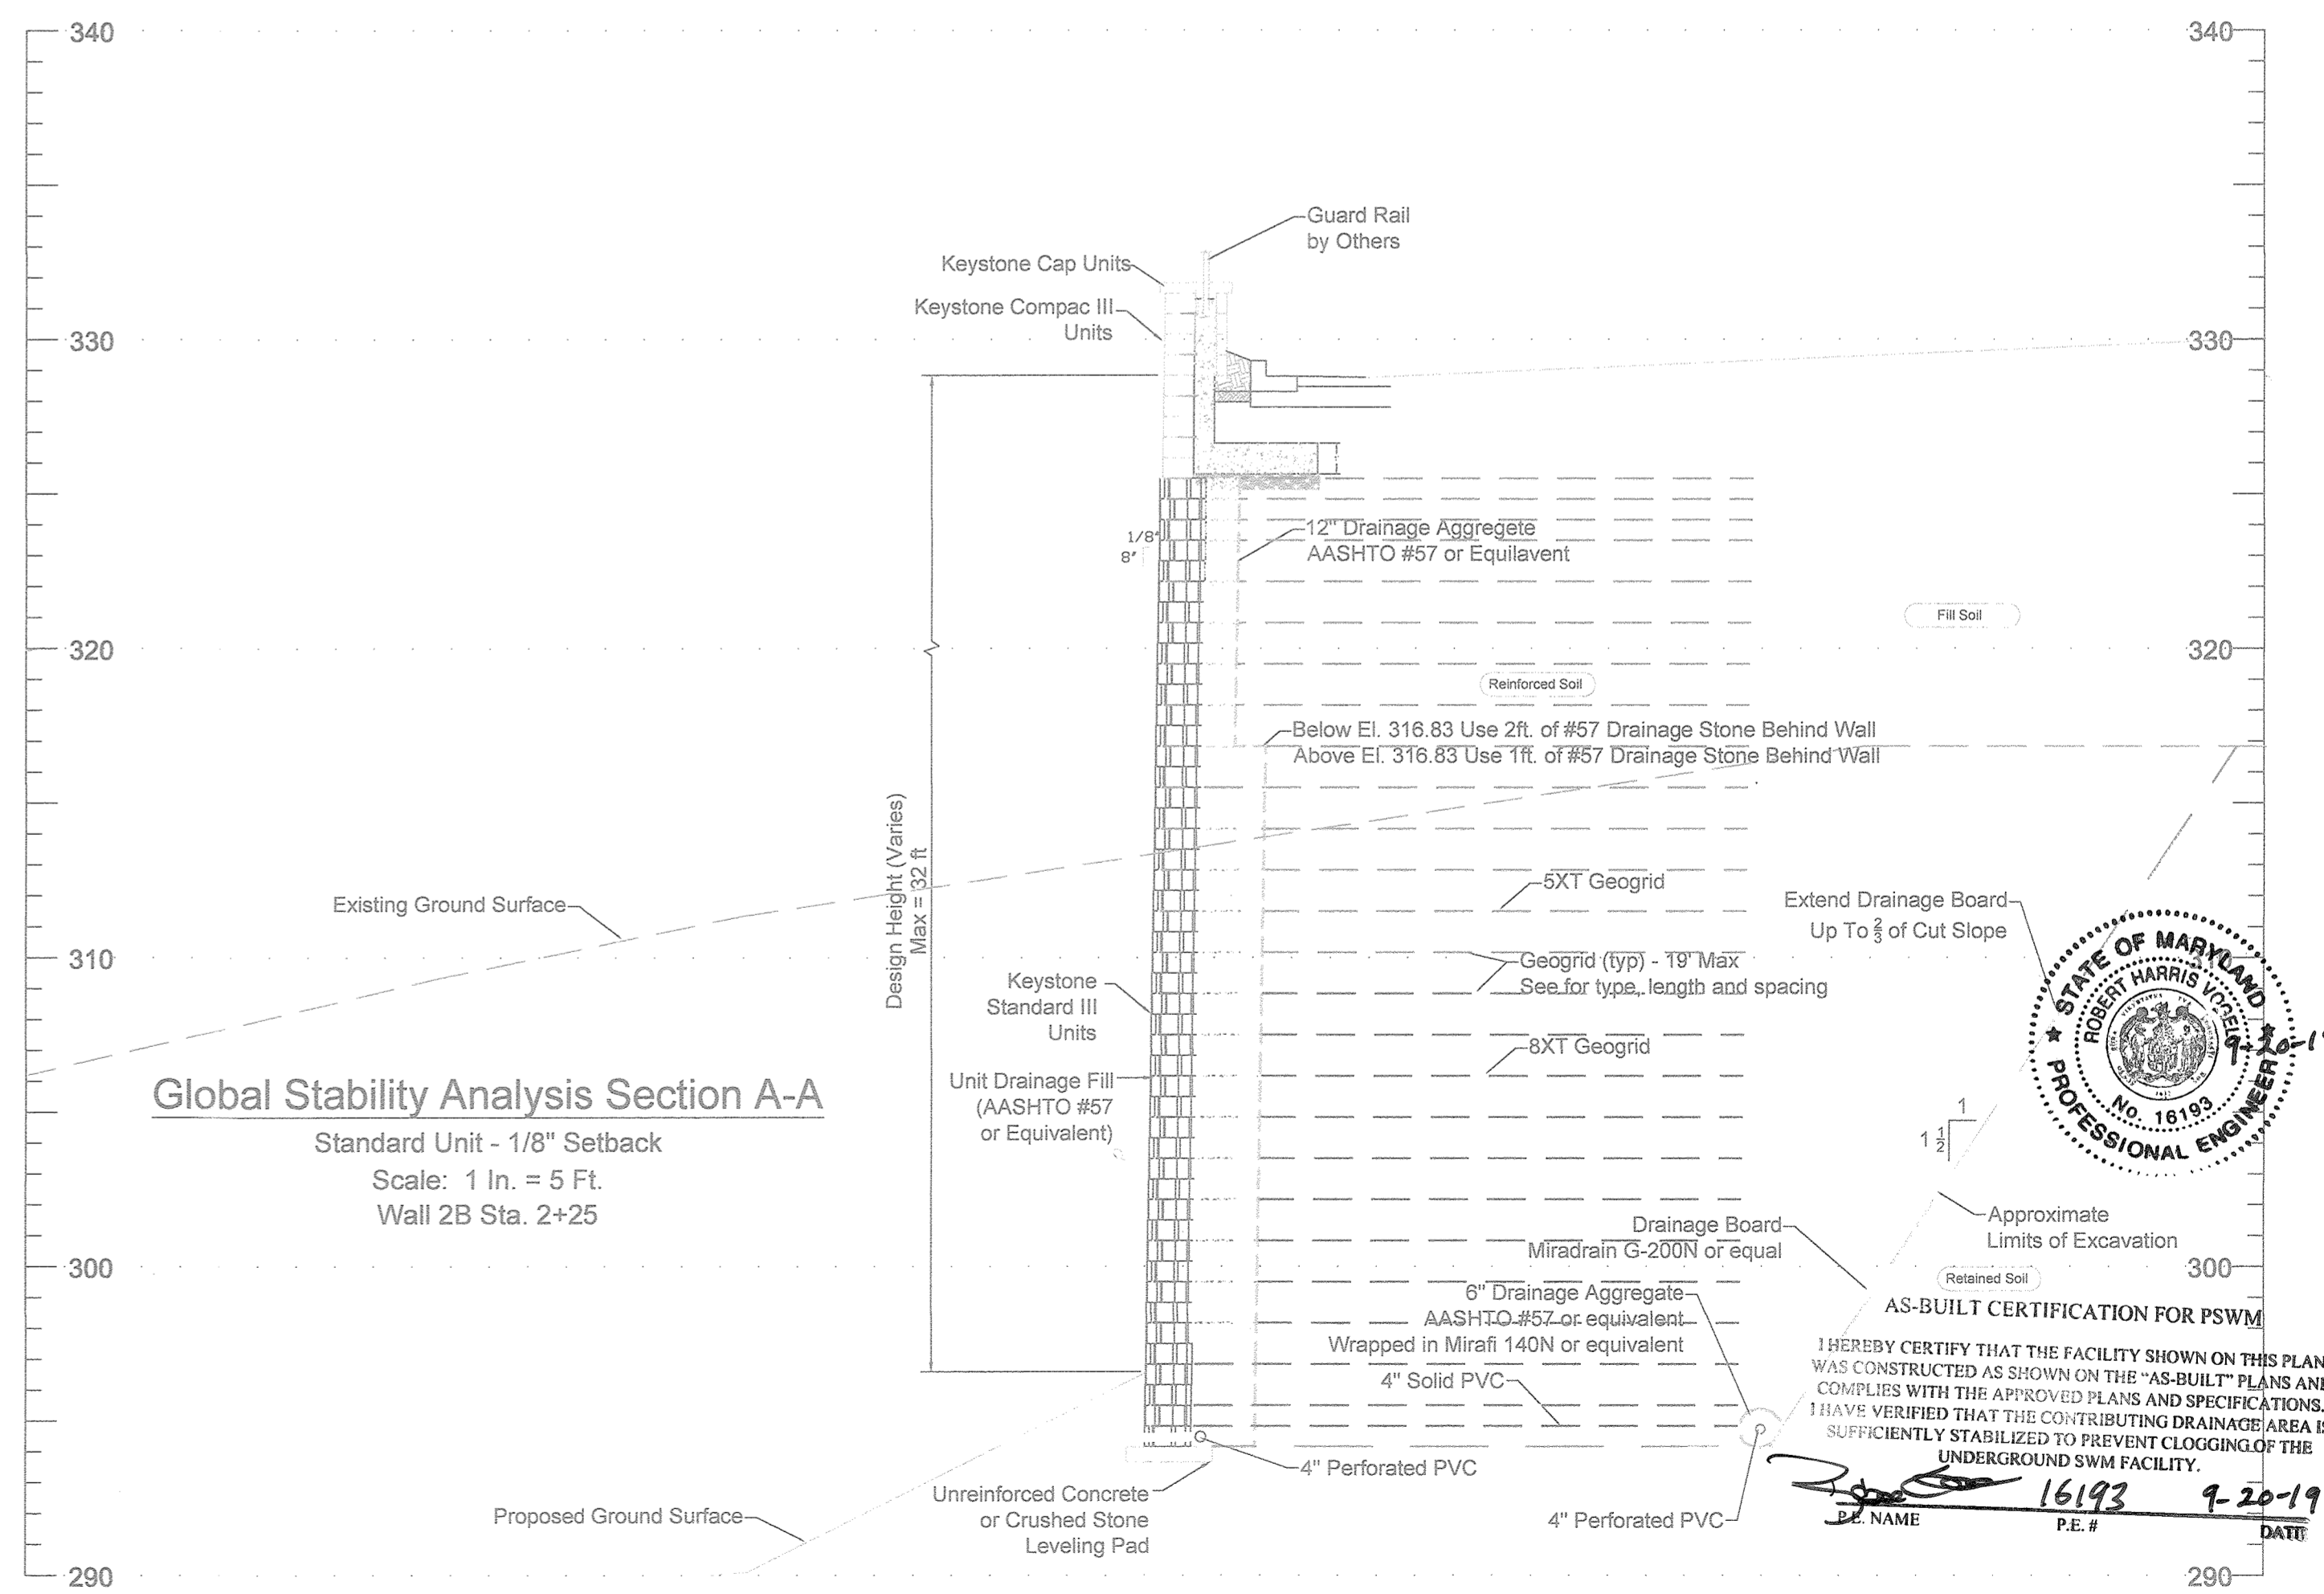 340
340
Guard Rail
by Others
Keystone Cap Units
Keystone Compac III
Units
330
330
12" Drainage Aggregete
AASHTO #57 or Equilavent
1/8"
8"
Fill Soil
320
320
Reinforced Soil
Below El. 316.83 Use 2ft. of #57 Drainage Stone Behind Wall
Above El. 316.83 Use 1ft. of #57 Drainage Stone Behind Wall
Design Height (Varies)
Max = 32 ft
5XT Geogrid
Existing Ground Surface
Extend Drainage Board
Up To 2/3 of Cut Slope
310
Geogrid (typ) - 19' Max
See for type, length and spacing
Keystone
Standard III
Units
8XT Geogrid
STATE OF MARYLAND
ROBERT HARRIS VOGEL
No. 16193
PROFESSIONAL ENGINEER
Unit Drainage Fill
(AASHTO #57
or Equivalent)
Global Stability Analysis Section A-A
Standard Unit - 1/8" Setback
Scale: 1 In. = 5 Ft.
Wall 2B Sta. 2+25
1
1 1/2
Drainage Board
Miradrain G-200N or equal
Approximate
Limits of Excavation
300
300
Retained Soil
6" Drainage Aggregate
AASHTO #57 or equivalent
Wrapped in Mirafi 140N or equivalent
4" Solid PVC
AS-BUILT CERTIFICATION FOR PSWM
I HEREBY CERTIFY THAT THE FACILITY SHOWN ON THIS PLAN
WAS CONSTRUCTED AS SHOWN ON THE "AS-BUILT" PLANS AND
COMPLIES WITH THE APPROVED PLANS AND SPECIFICATIONS.
I HAVE VERIFIED THAT THE CONTRIBUTING DRAINAGE AREA IS
SUFFICIENTLY STABILIZED TO PREVENT CLOGGING OF THE
UNDERGROUND SWM FACILITY.
16193 9-20-19
P.E. NAME P.E. # DATE
4" Perforated PVC
Unreinforced Concrete
or Crushed Stone
Leveling Pad
Proposed Ground Surface
4" Perforated PVC
290
290